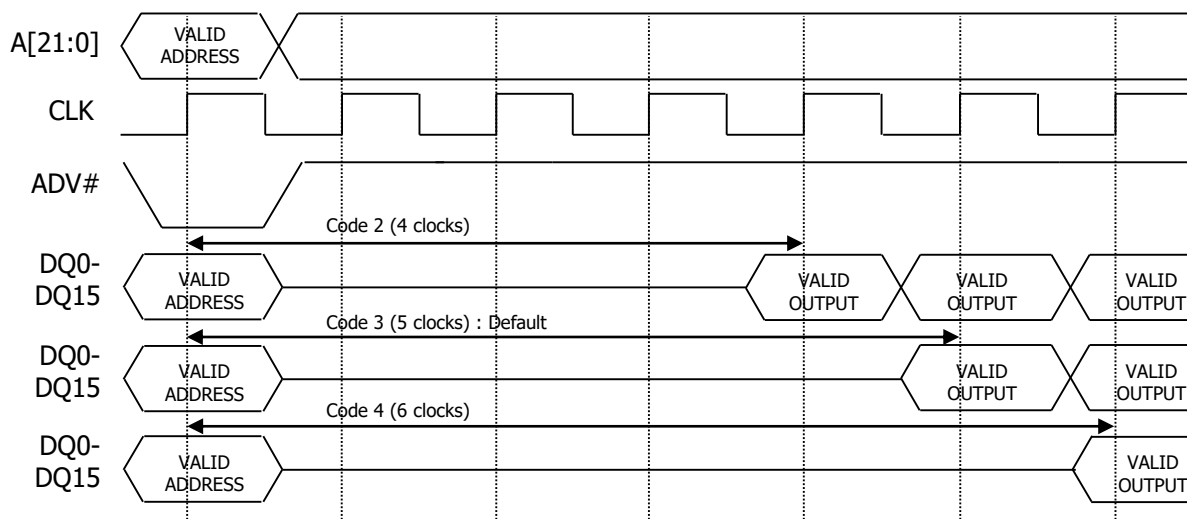 A[21:0]
VALID
ADDRESS
CLK
ADV#
Code 2 (4 clocks)
DQ0-
DQ15
VALID
ADDRESS
VALID
OUTPUT
VALID
OUTPUT
VALID
OUTPUT
Code 3 (5 clocks) : Default
DQ0-
DQ15
VALID
ADDRESS
VALID
OUTPUT
VALID
OUTPUT
Code 4 (6 clocks)
DQ0-
DQ15
VALID
ADDRESS
VALID
OUTPUT